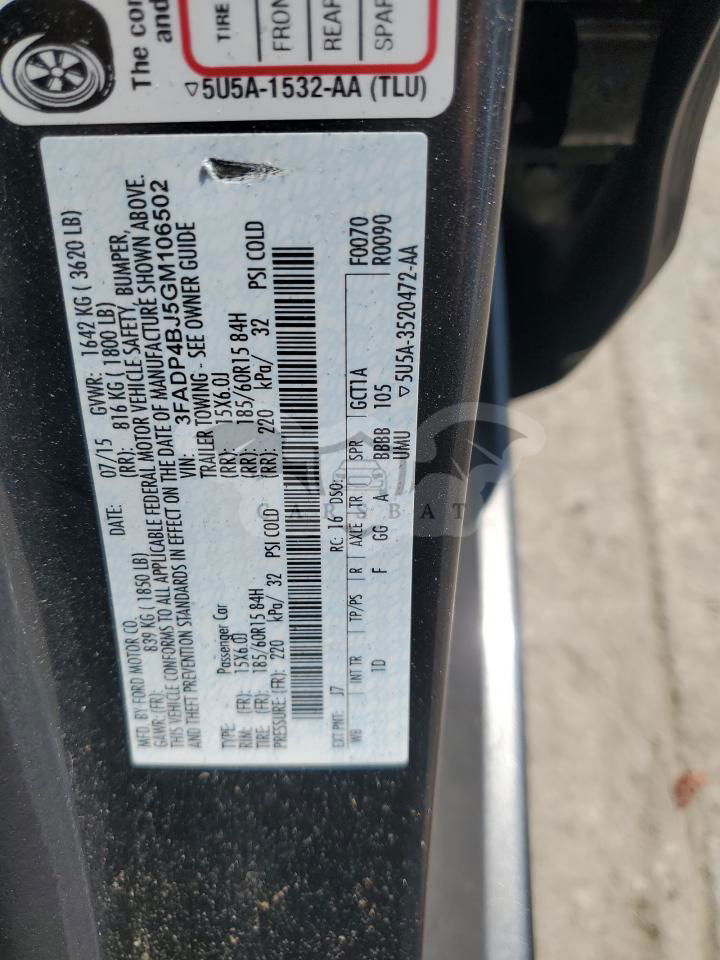 The con
and
TIRE
FRON
REAR
SPAR
▽5U5A-1532-AA (TLU)
MFD. BY FORD MOTOR CO.
DATE: 07/15 GVWR: 1642 KG ( 3620 LB)
GAWR: (FR): 839 KG ( 1850 LB) (RR): 816 KG ( 1800 LB)
THIS VEHICLE CONFORMS TO ALL APPLICABLE FEDERAL MOTOR VEHICLE SAFETY, BUMPER,
AND THEFT PREVENTION STANDARDS IN EFFECT ON THE DATE OF MANUFACTURE SHOWN ABOVE.
VIN: 3FADP4BJ5GM106502
TYPE: Passenger Car TRAILER TOWING - SEE OWNER GUIDE
RIM: (FR): 15X6.0J (RR): 15X6.0J
TIRE: (FR): 185/60R15 84H (RR): 185/60R15 84H
PRESSURE: (FR): 220 kPa/ 32 PSI COLD (RR): 220 kPa/ 32 PSI COLD
EXT PNT: J7 RC: 16 DSO: F0070
WB INT TR TP/PS R AXLE TR SPR GCT1A R0090
1D F GG A BBBB 105
UMU ▽5U5A-3520472-AA
CARSBAT